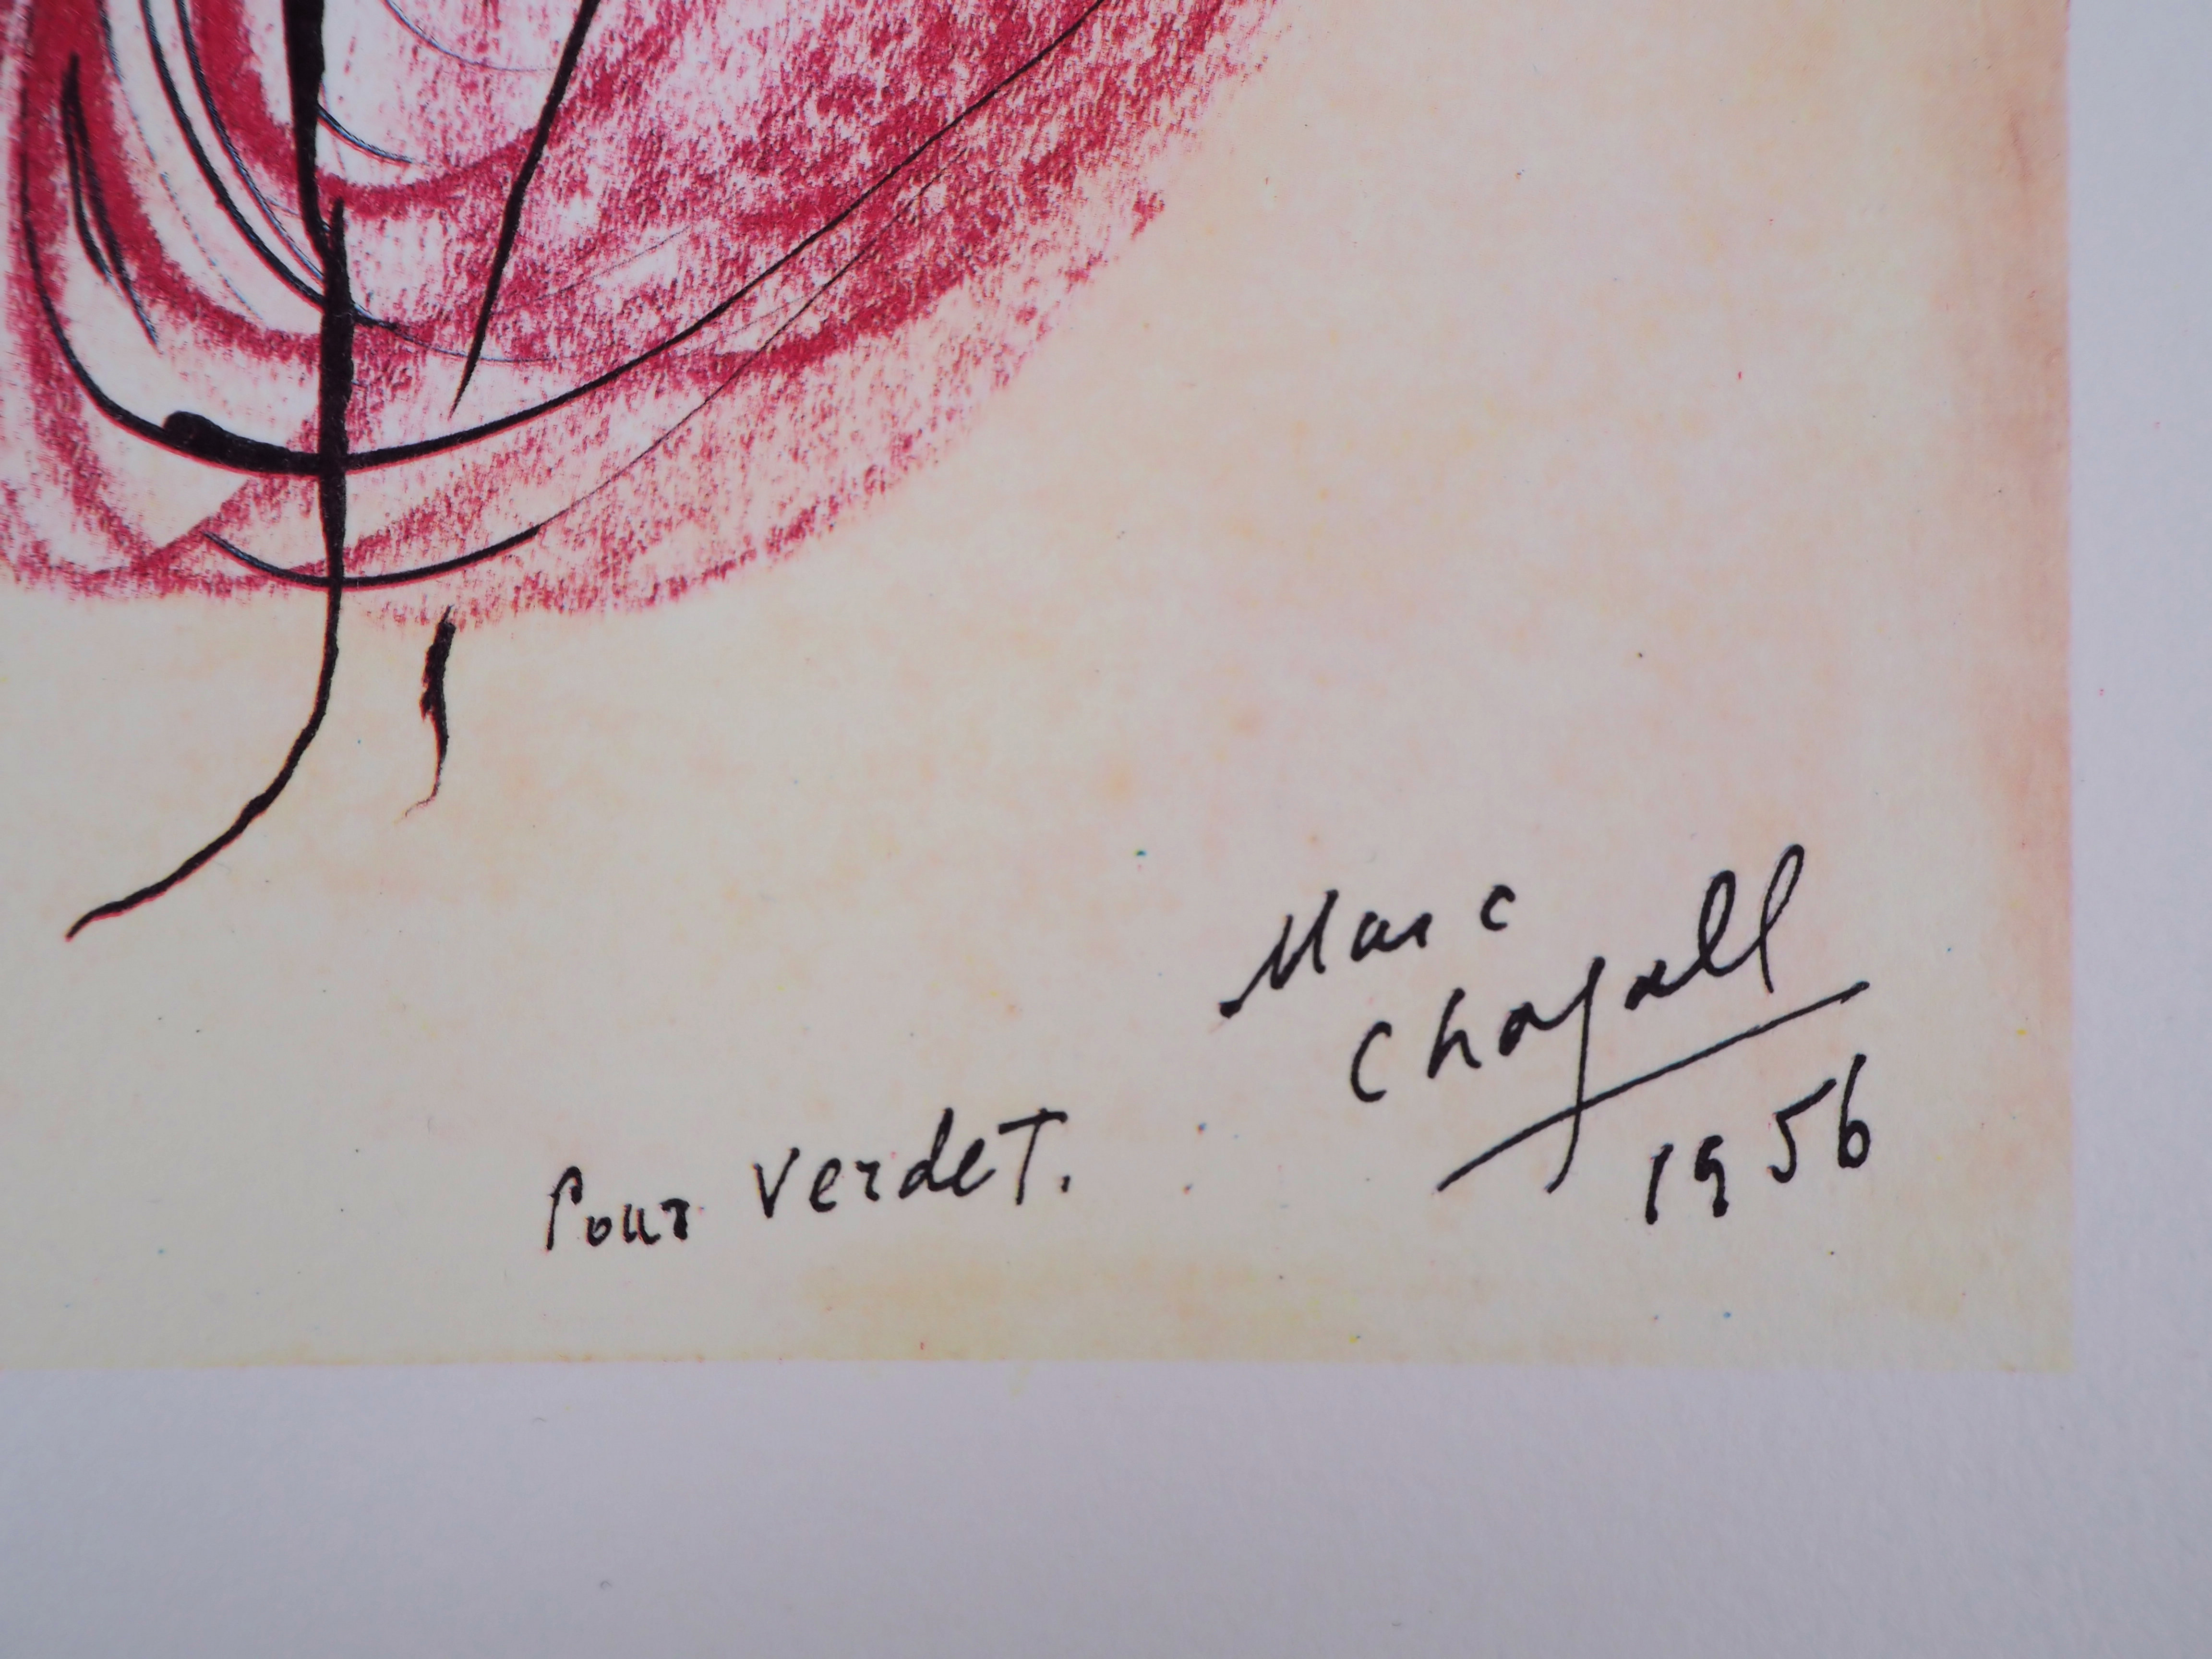 Marc
Chagall
1956
Pour Verdet.